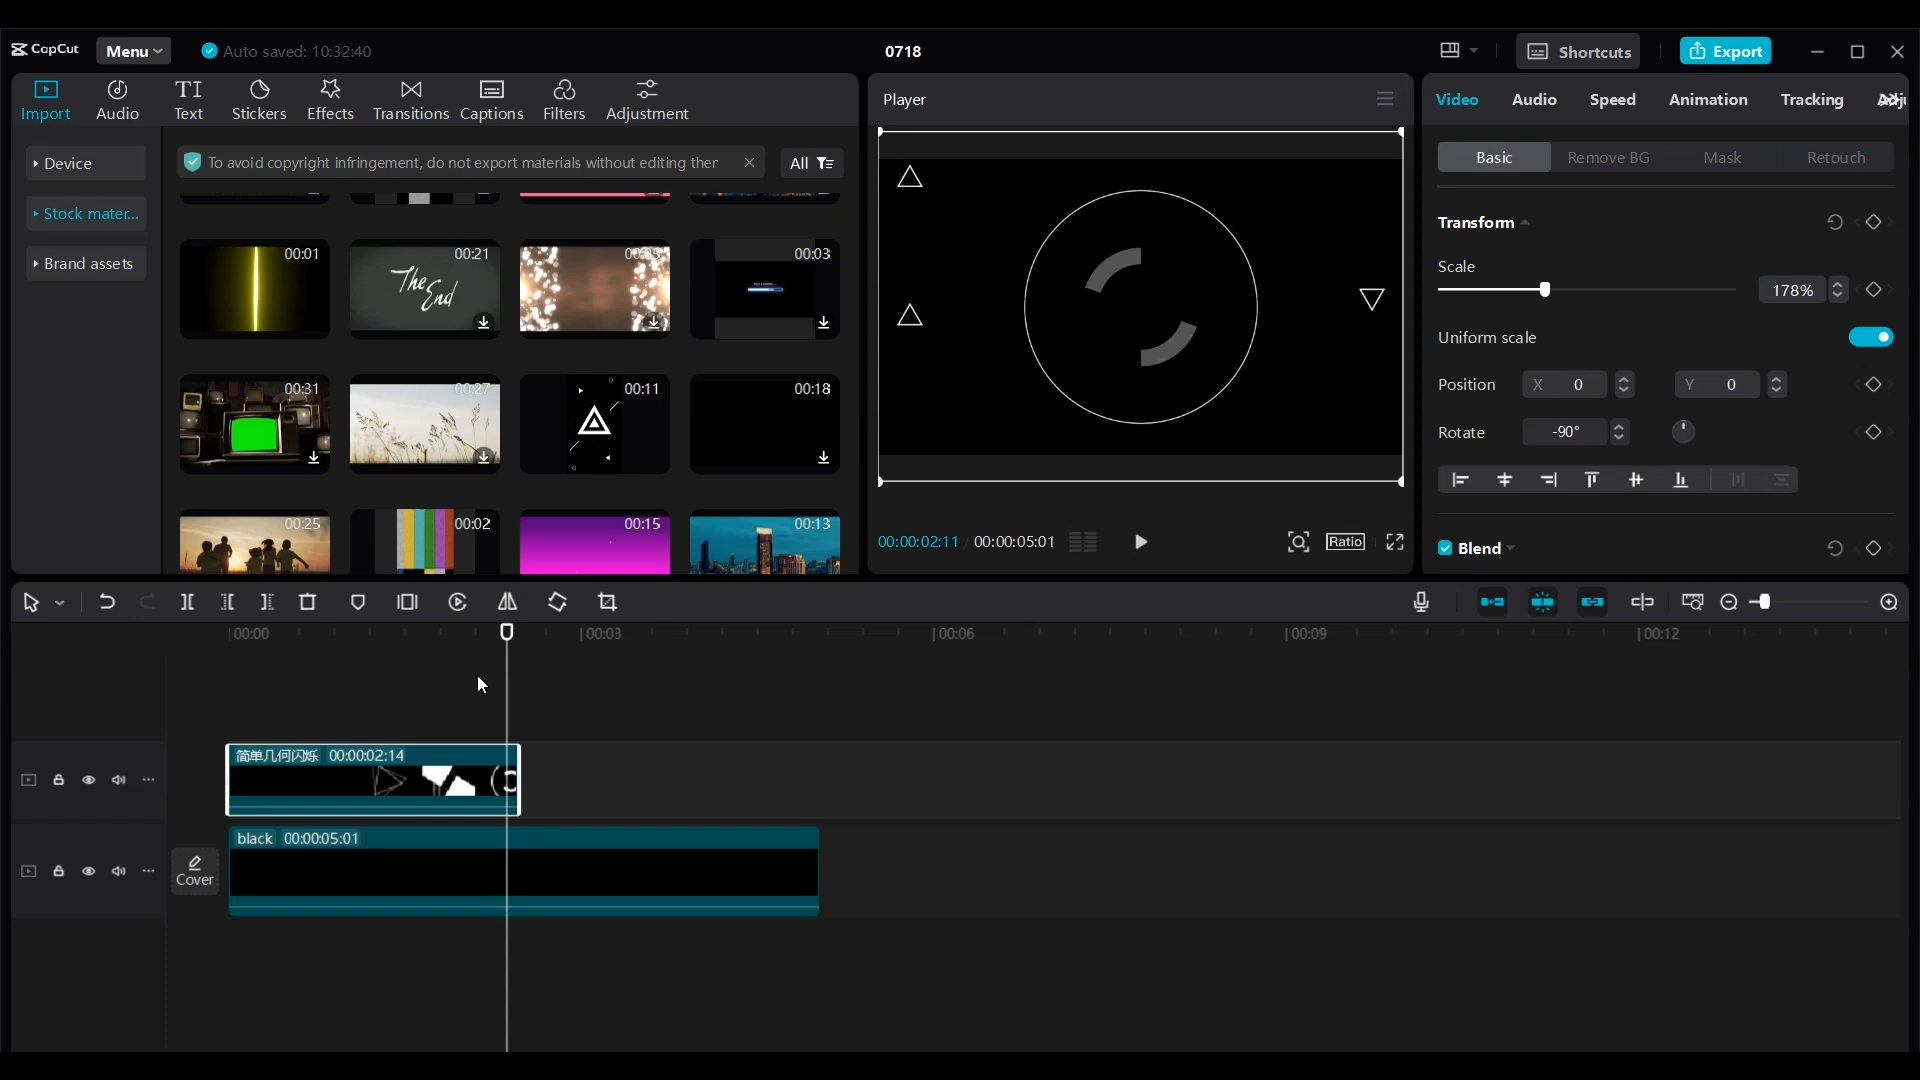 CapCut
Menu
Auto saved: 10:32:40
0718
Shortcuts
Export
Import
Audio
TI
Text
Stickers
Effects
Transitions
Captions
Filters
Adjustment
Player
Video
Audio
Speed
Animation
Tracking
Device
Stock mater...
Brand assets
To avoid copyright infringement, do not export materials without editing ther
All
00:01
00:21
The End
00:03
00:31
00:27
00:11
00:18
00:25
00:02
00:15
00:13
00:00:02:11
00:00:05:01
Ratio
Basic
Remove BG
Mask
Retouch
Transform
Scale
178%
Uniform scale
Position
X 0
Y 0
Rotate
-90°
Blend
00:00
00:03
00:06
00:09
00:12
简单几何闪烁 00:00:02:14
black 00:00:05:01
Cover